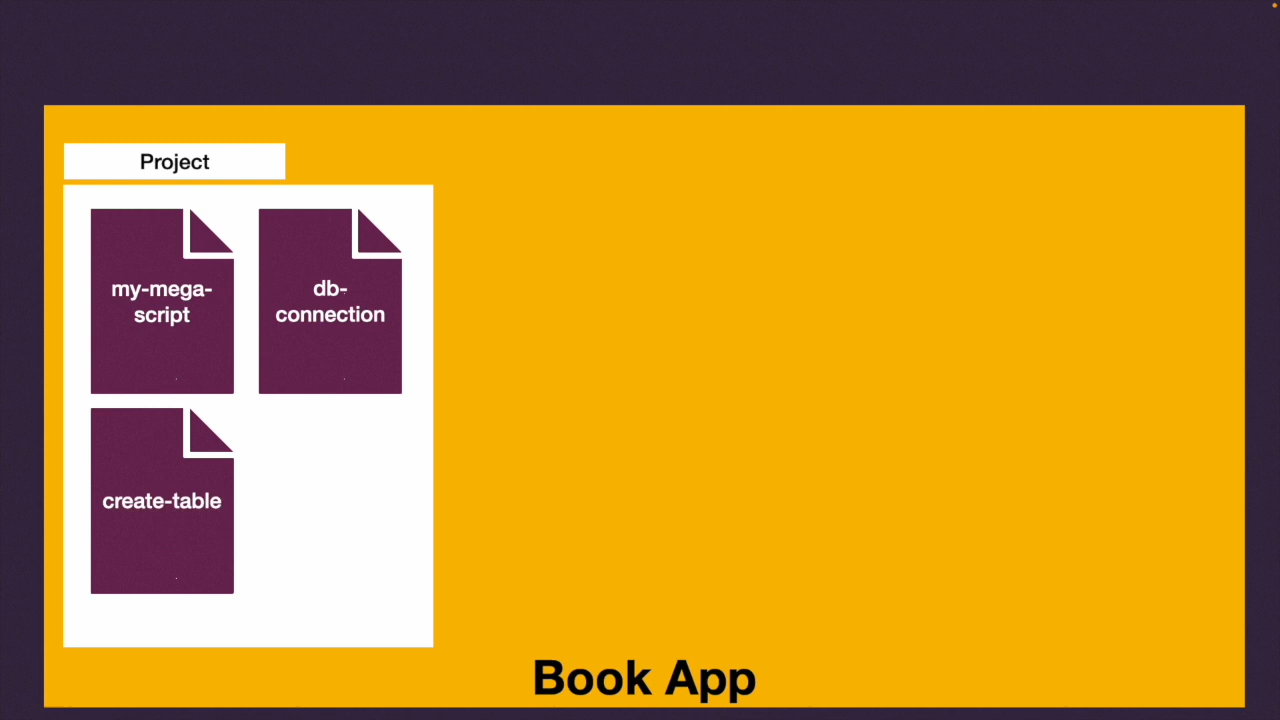 Project
my-mega-
script
db-
connection
create-table
Book App